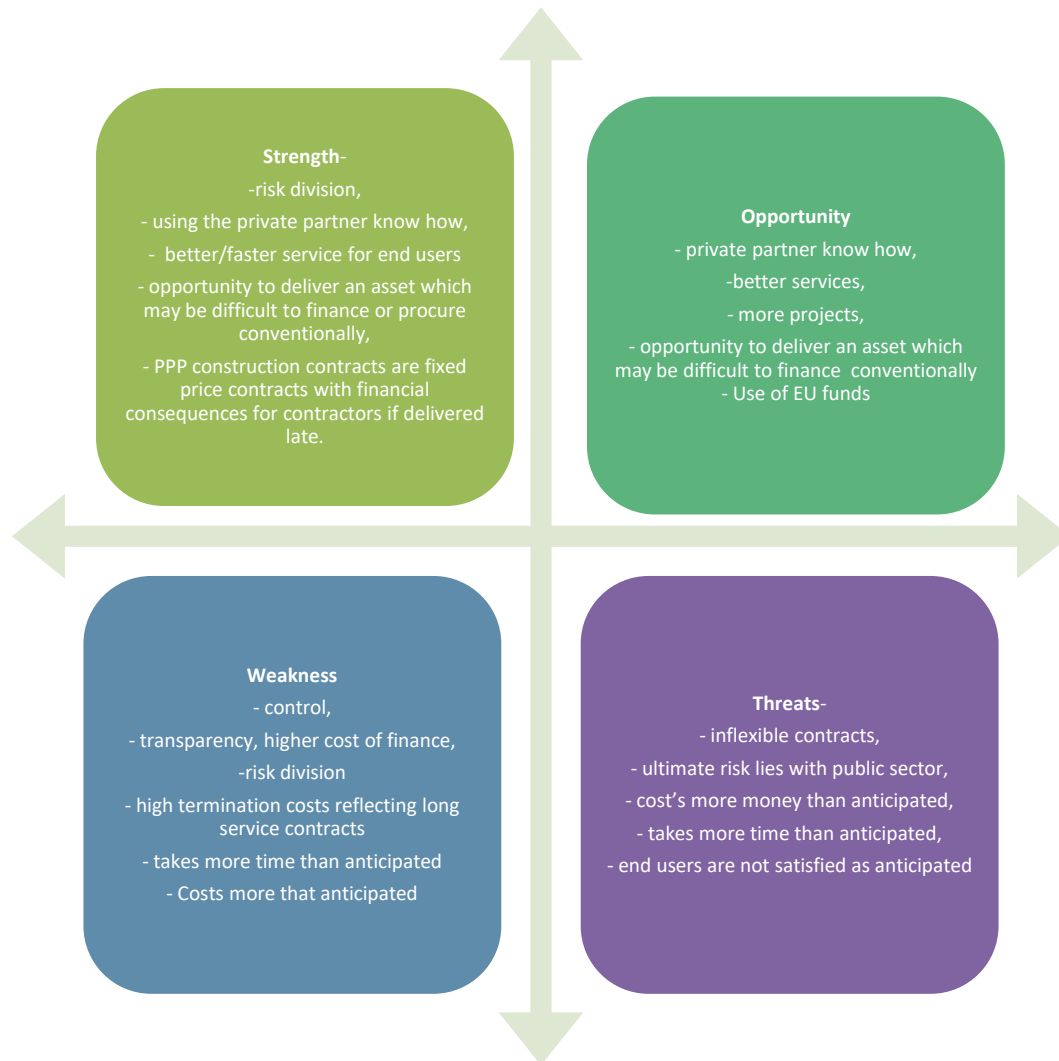 Strength-
-risk division,
- using the private partner know how,
- better/faster service for end users
- opportunity to deliver an asset which
may be difficult to finance or procure
conventionally,
- PPP construction contracts are fixed
price contracts with financial
consequences for contractors if delivered
late.
Opportunity
- private partner know how,
-better services,
- more projects,
- opportunity to deliver an asset which
may be difficult to finance  conventionally
- Use of EU funds
Weakness
- control,
- transparency, higher cost of finance,
-risk division
- high termination costs reflecting long
service contracts
- takes more time than anticipated
- Costs more that anticipated
Threats-
- inflexible contracts,
- ultimate risk lies with public sector,
- cost’s more money than anticipated,
- takes more time than anticipated,
- end users are not satisfied as anticipated